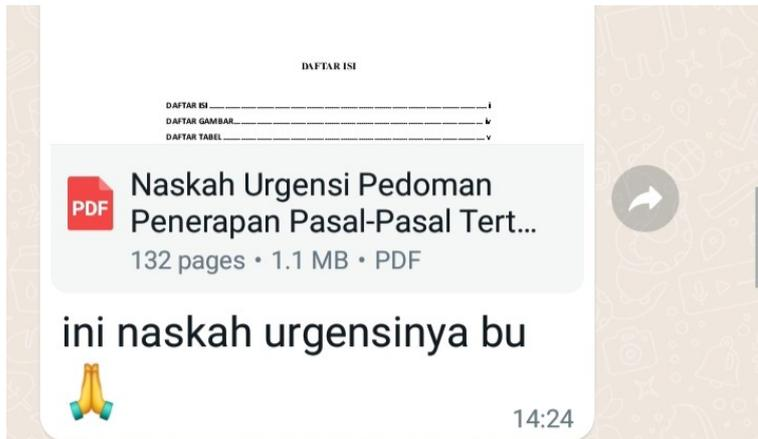 DAFTAR ISI
DAFTAR ISI i
DAFTAR GAMBAR iv
DAFTAR TABEL v
PDF
Naskah Urgensi Pedoman
Penerapan Pasal-Pasal Tert...
132 pages • 1.1 MB • PDF
ini naskah urgensinya bu
🙏
14:24